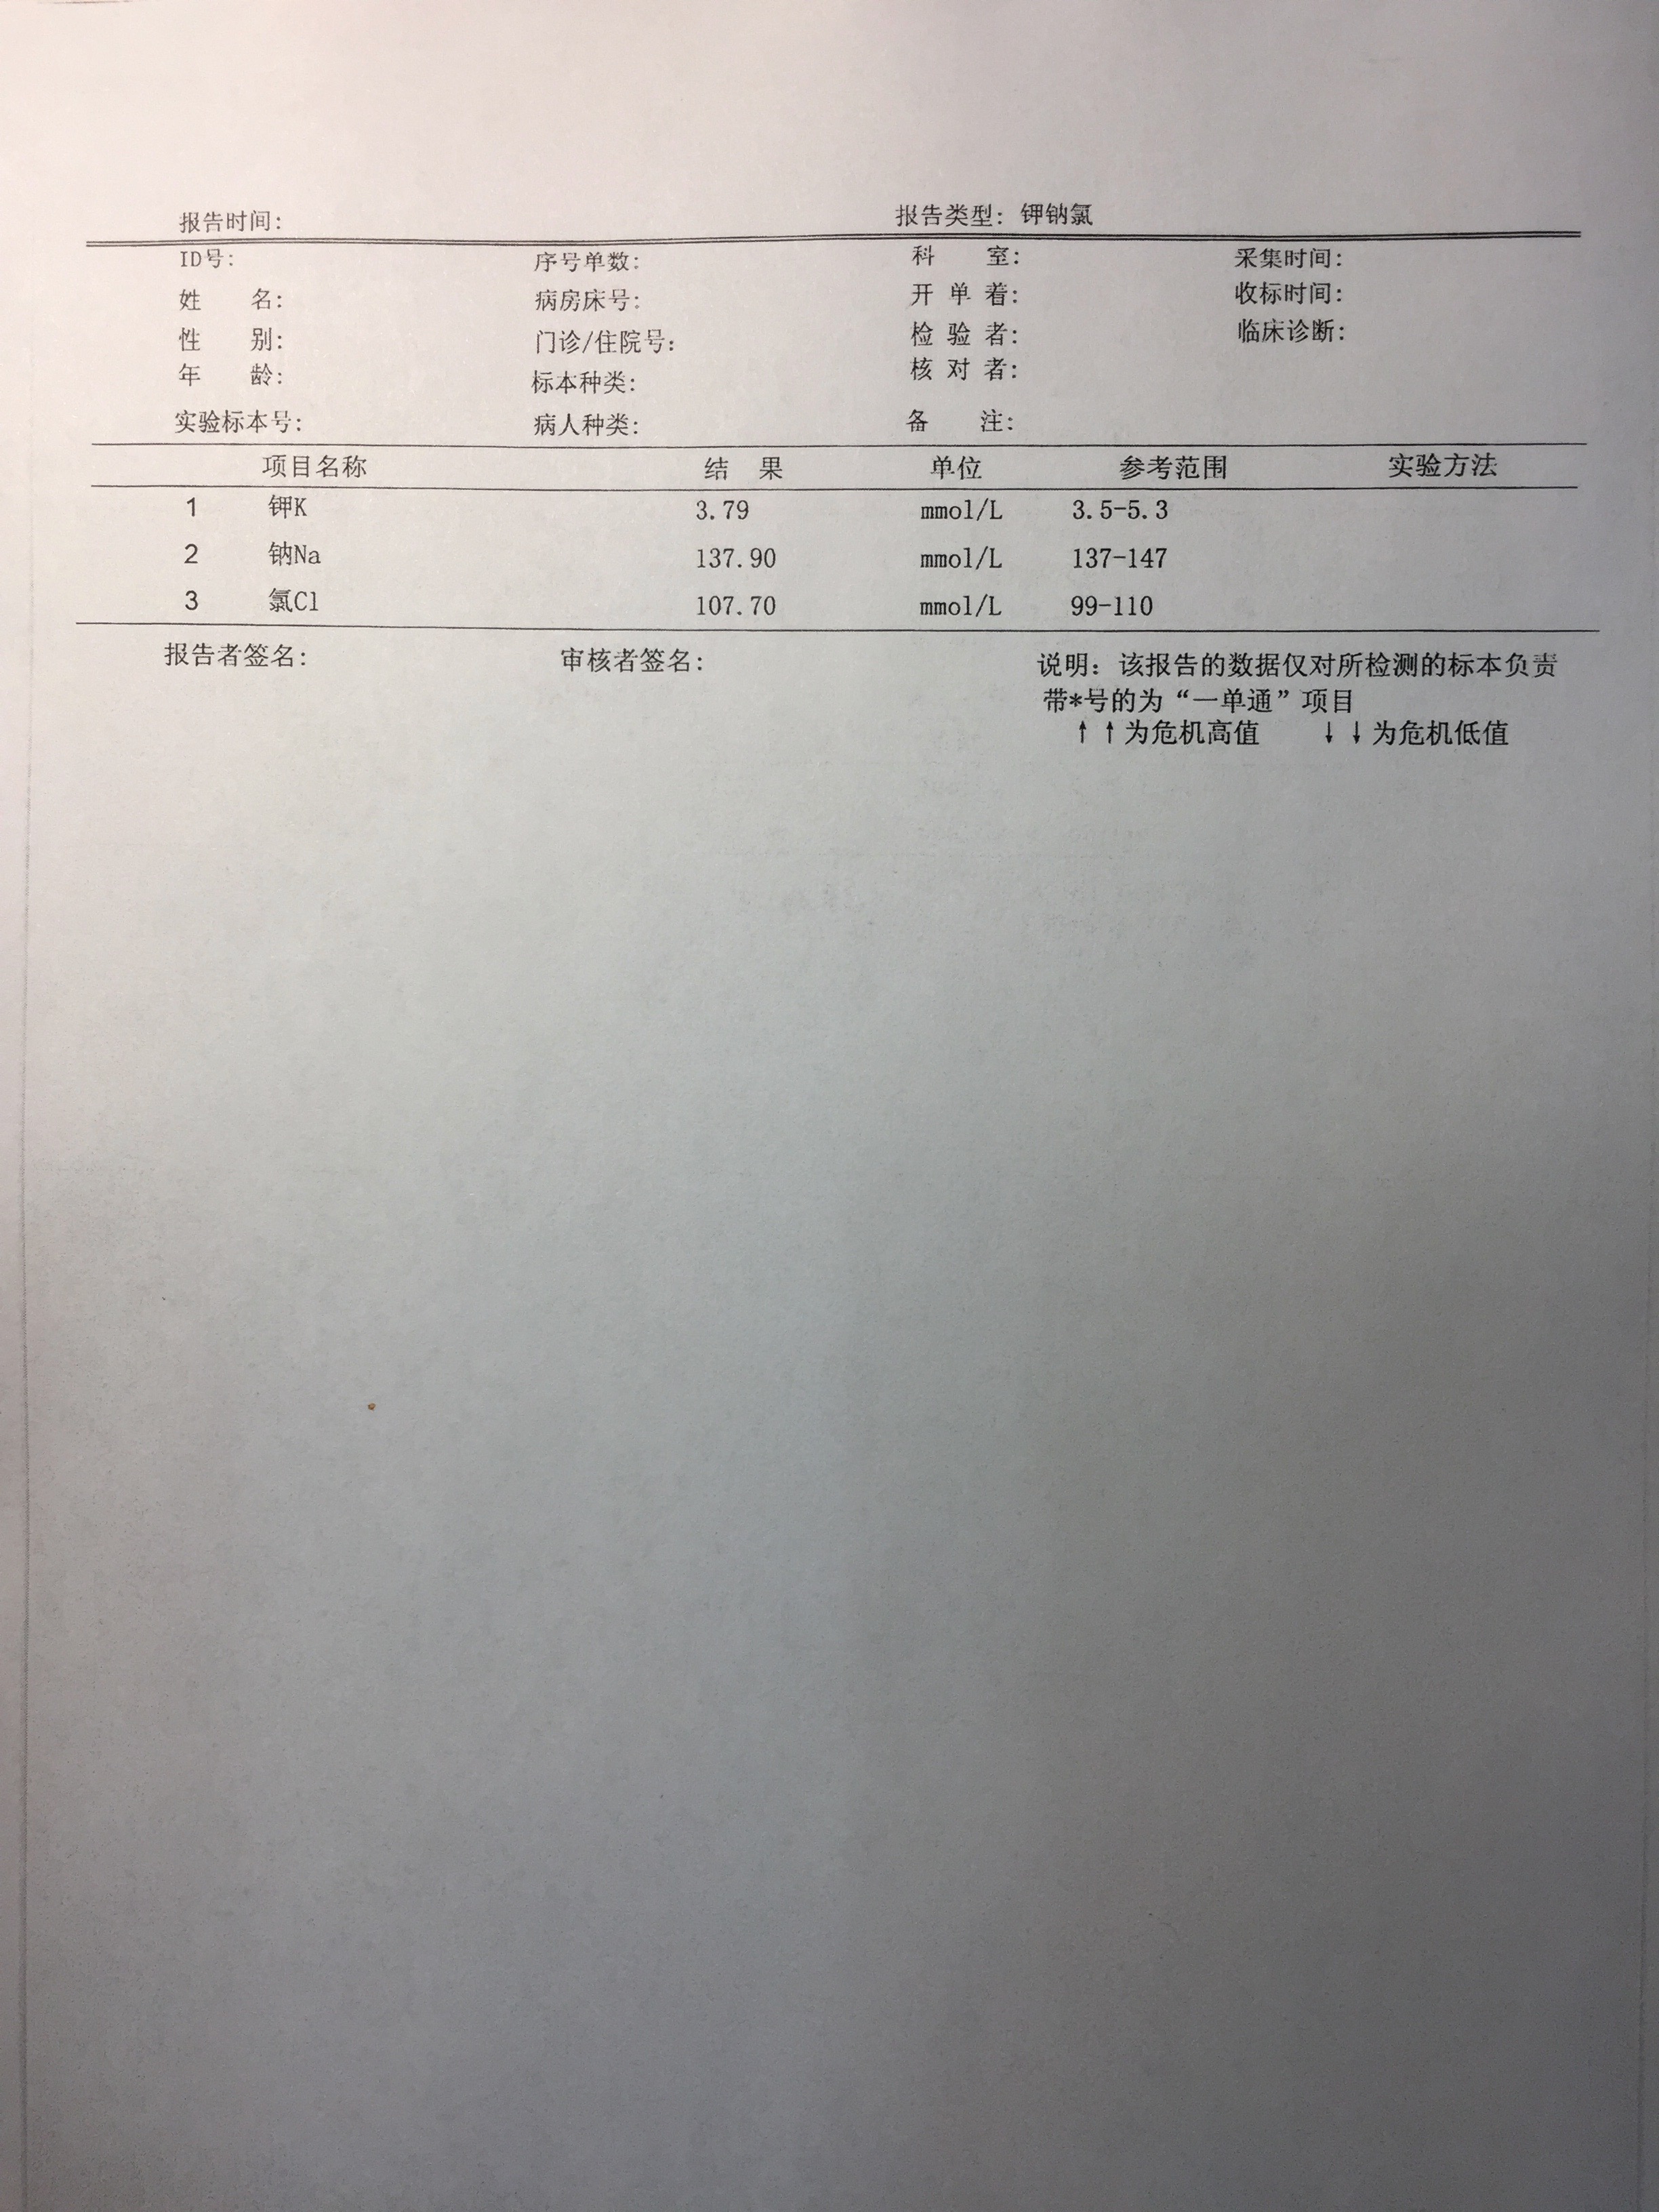 报告时间: 报告类型: 钾钠氯
ID号: 序号单数: 科 室: 采集时间:
姓 名: 病房床号: 开 单 着: 收标时间:
性 别: 门诊/住院号: 检 验 者: 临床诊断:
年 龄: 标本种类: 核 对 者:
实验标本号: 病人种类: 备 注:
项目名称 结 果 单位 参考范围 实验方法
1 钾K 3.79 mmol/L 3.5-5.3
2 钠Na 137.90 mmol/L 137-147
3 氯Cl 107.70 mmol/L 99-110
报告者签名: 审核者签名: 说明: 该报告的数据仅对所检测的标本负责
带*号的为“一单通”项目
↑↑为危机高值 ↓↓为危机低值